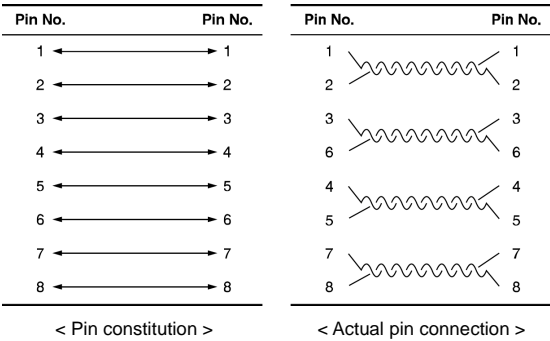 Pin No. Pin No. Pin No. Pin No.
1 1 1 1
2 2 2 2
3 3 3 3
4 4 6 6
5 5 4 4
6 6 5 5
7 7 7 7
8 8 8 8
< Pin constitution > < Actual pin connection >